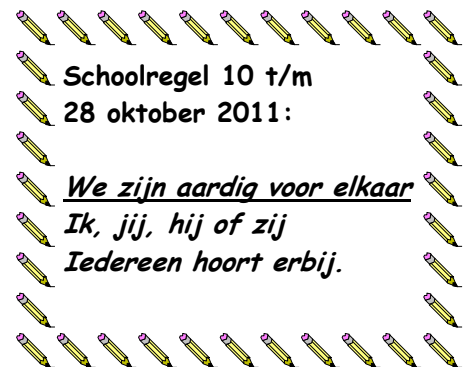 Schoolregel 10 t/m
28 oktober 2011:
We zijn aardig voor elkaar
Ik, jij, hij of zij
Iedereen hoort erbij.